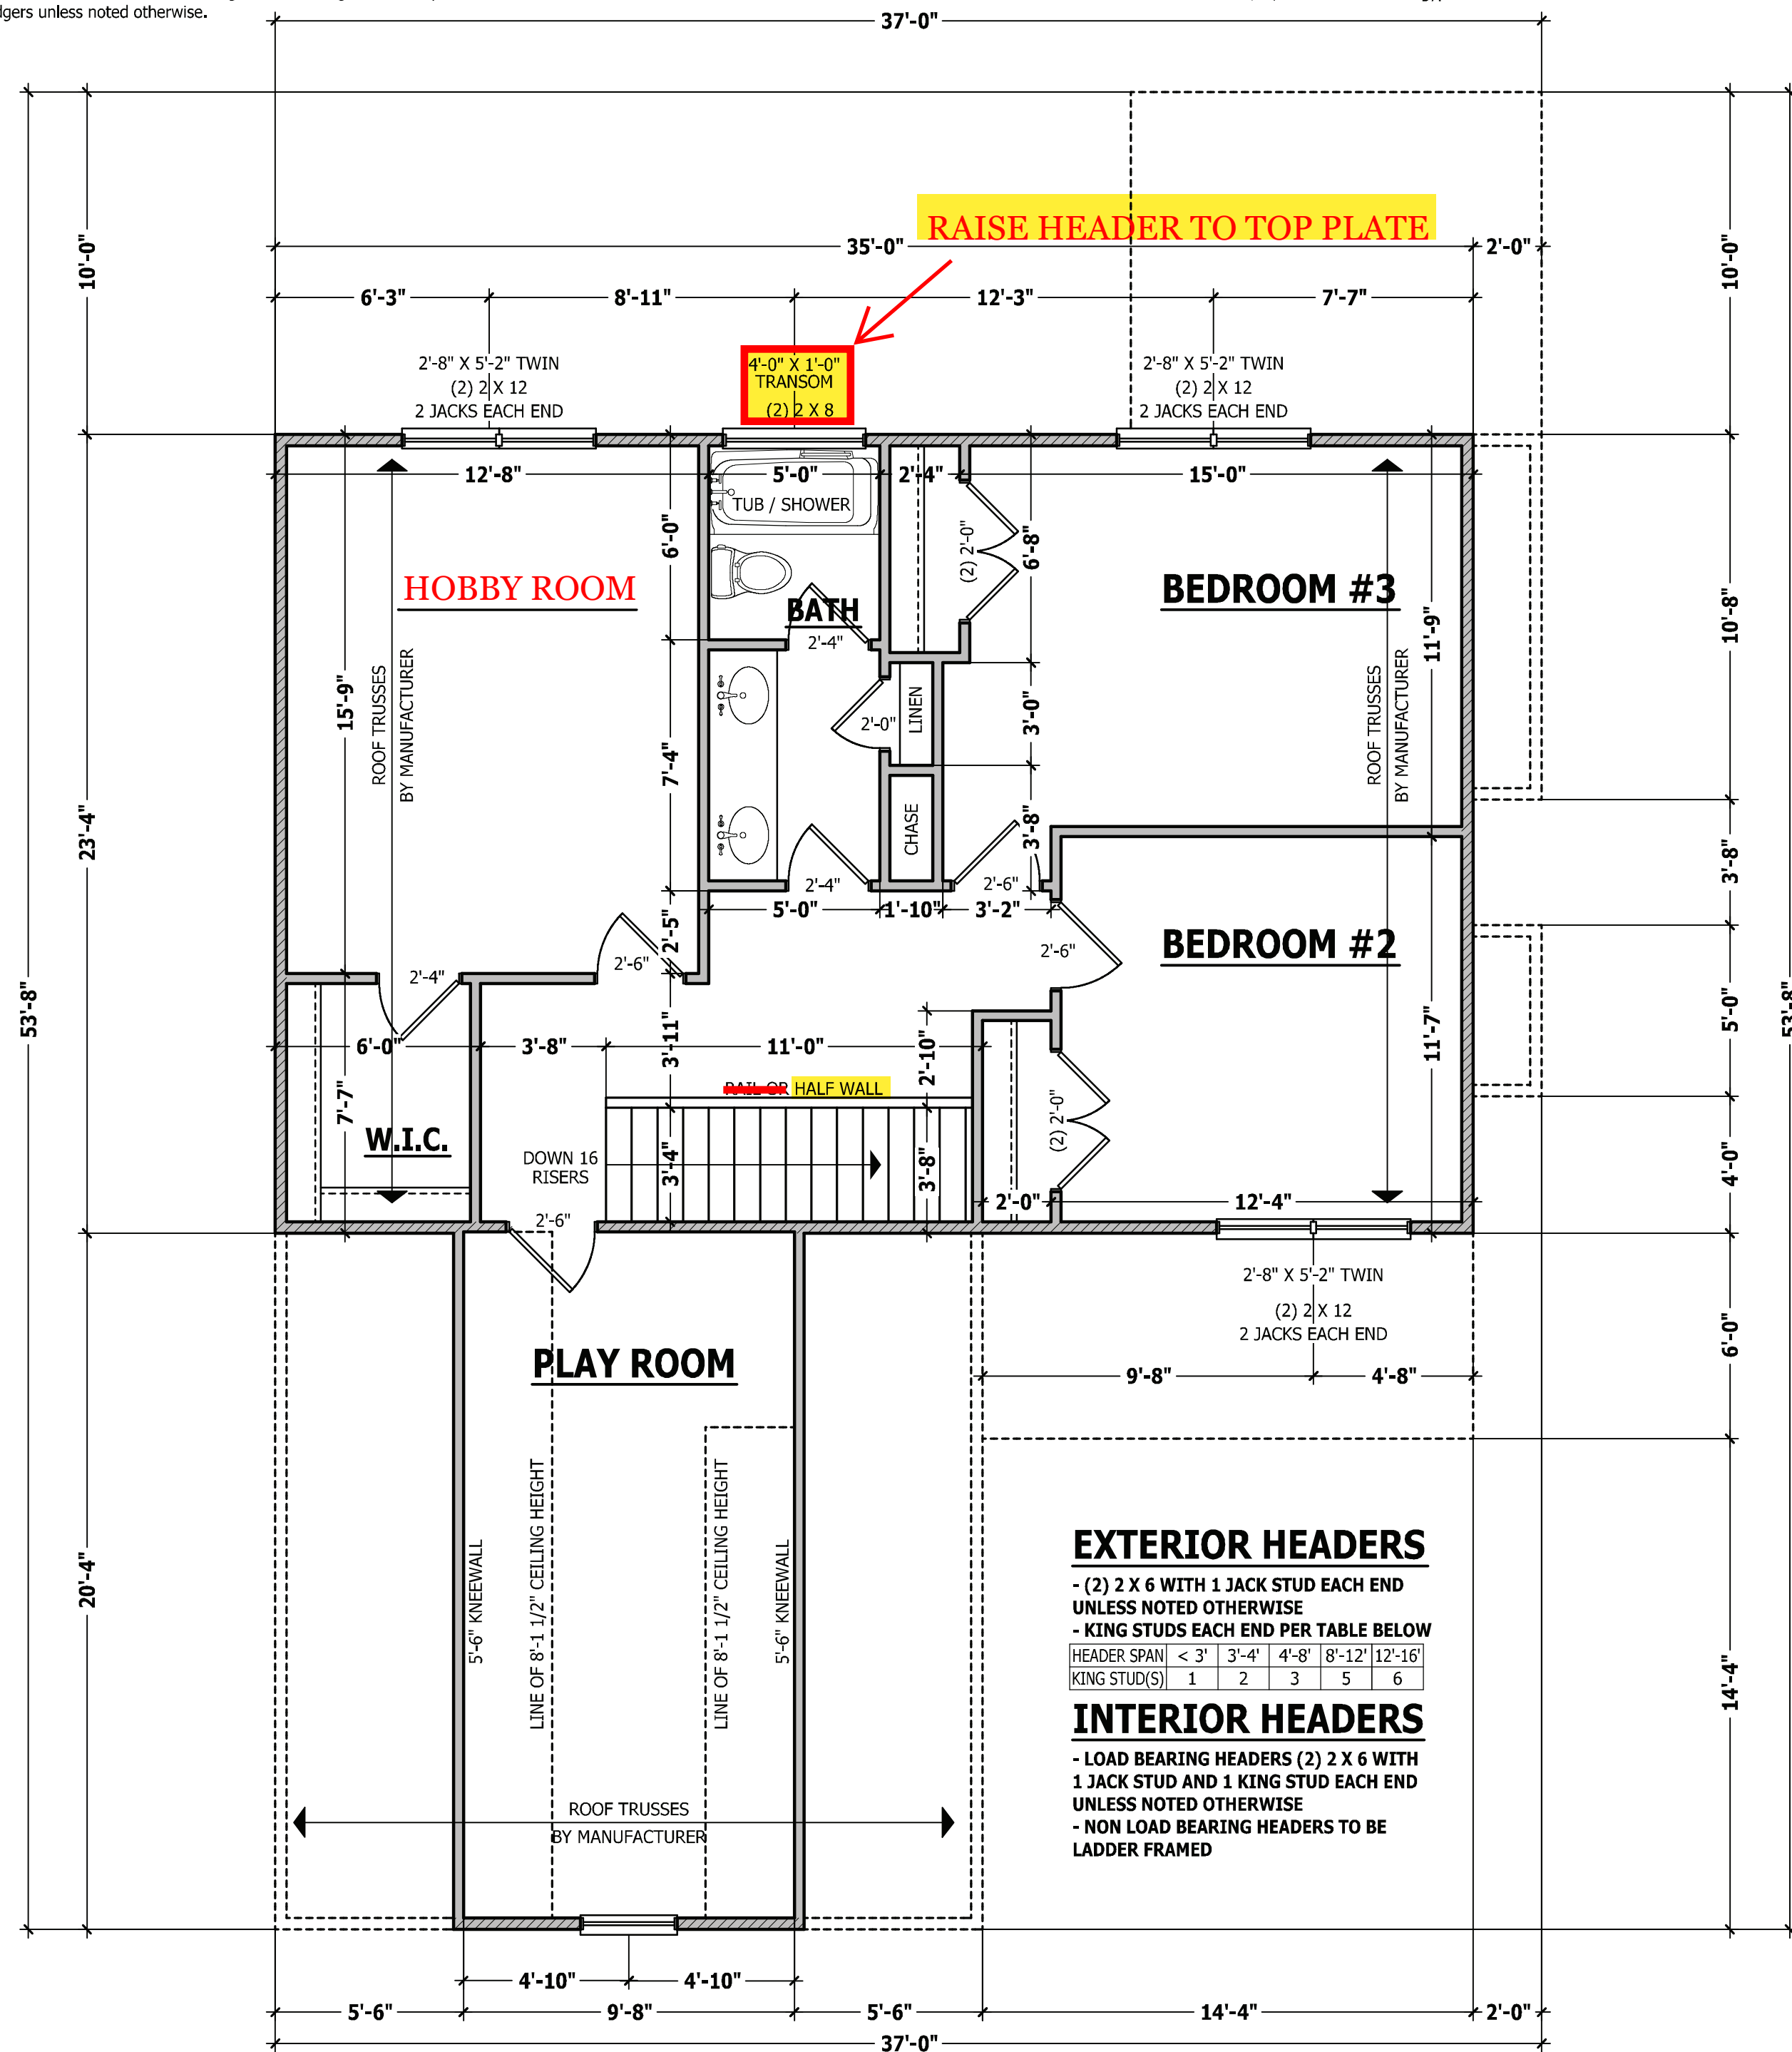 dgers unless noted otherwise.
37'-0"
RAISE HEADER TO TOP PLATE
35'-0"
2'-0"
10'-0"
10'-0"
6'-3"
8'-11"
12'-3"
7'-7"
2'-8" X 5'-2" TWIN
(2) 2 X 12
2 JACKS EACH END
4'-0" X 1'-0"
TRANSOM
(2) 2 X 8
2'-8" X 5'-2" TWIN
(2) 2 X 12
2 JACKS EACH END
12'-8"
5'-0"
2'-4"
15'-0"
TUB / SHOWER
6'-0"
(2) 2'-0"
6'-8"
HOBBY ROOM
BATH
2'-4"
BEDROOM #3
10'-8"
11'-9"
15'-9"
ROOF TRUSSES
BY MANUFACTURER
7'-4"
2'-0"
LINEN
3'-0"
ROOF TRUSSES
BY MANUFACTURER
23'-4"
CHASE
3'-8"
3'-8"
2'-4"
2'-6"
5'-0"
1'-10"
3'-2"
2'-5"
2'-6"
2'-4"
2'-6"
BEDROOM #2
53'-8"
53'-8"
5'-0"
6'-0"
3'-8"
3'-11"
11'-0"
2'-10"
11'-7"
RAIL OR HALF WALL
7'-7"
W.I.C.
DOWN 16
RISERS
3'-4"
3'-8"
(2) 2'-0"
4'-0"
2'-0"
12'-4"
2'-6"
2'-8" X 5'-2" TWIN
(2) 2 X 12
2 JACKS EACH END
6'-0"
PLAY ROOM
9'-8"
4'-8"
20'-4"
5'-6" KNEEWALL
LINE OF 8'-1 1/2" CEILING HEIGHT
LINE OF 8'-1 1/2" CEILING HEIGHT
5'-6" KNEEWALL
14'-4"
EXTERIOR HEADERS
- (2) 2 X 6 WITH 1 JACK STUD EACH END
UNLESS NOTED OTHERWISE
- KING STUDS EACH END PER TABLE BELOW
HEADER SPAN < 3' 3'-4' 4'-8' 8'-12' 12'-16'
KING STUD(S) 1 2 3 5 6
INTERIOR HEADERS
- LOAD BEARING HEADERS (2) 2 X 6 WITH
1 JACK STUD AND 1 KING STUD EACH END
UNLESS NOTED OTHERWISE
- NON LOAD BEARING HEADERS TO BE
LADDER FRAMED
ROOF TRUSSES
BY MANUFACTURER
4'-10"
4'-10"
5'-6"
9'-8"
5'-6"
14'-4"
2'-0"
37'-0"